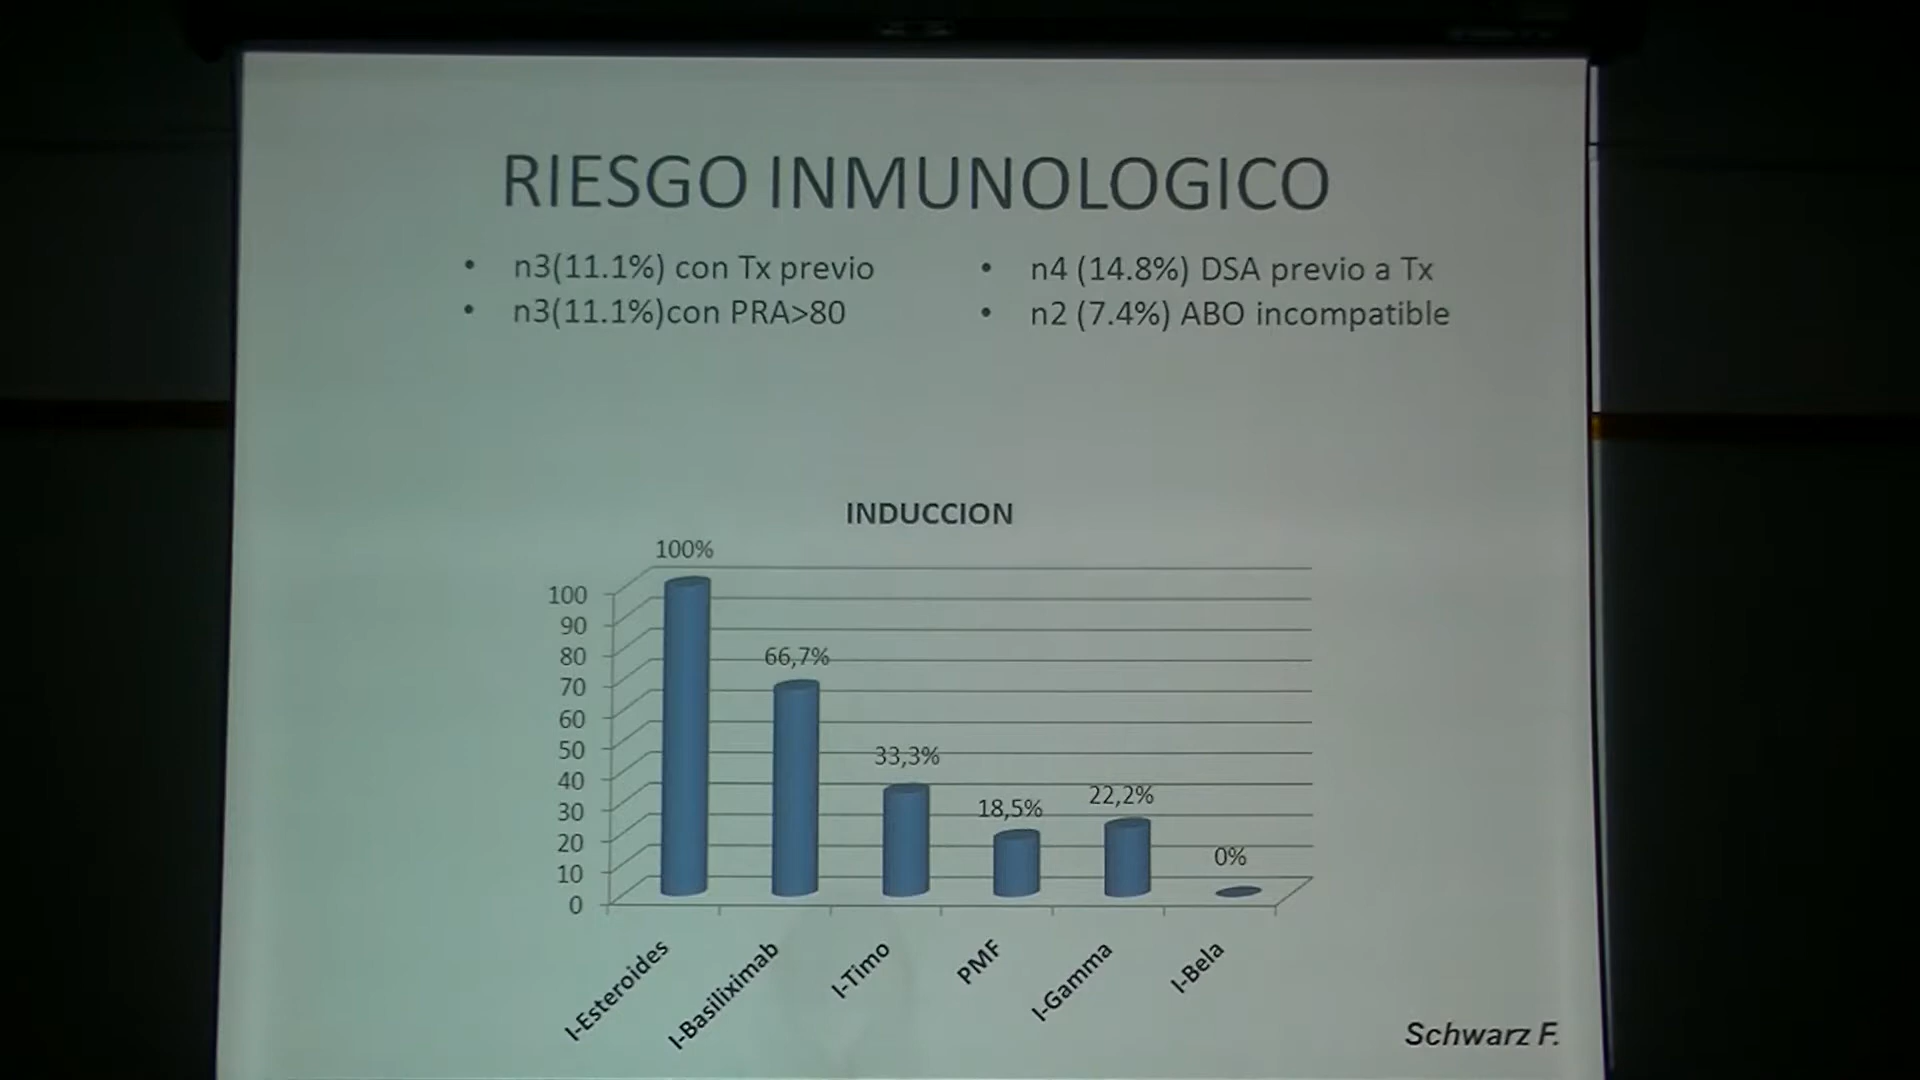 RIESGO INMUNOLOGICO
• n3(11.1%) con Tx previo
• n3(11.1%)con PRA>80
• n4 (14.8%) DSA previo a Tx
• n2 (7.4%) ABO incompatible
INDUCCION
100%
66,7%
33,3%
18,5%
22,2%
0%
100
90
80
70
60
50
40
30
20
10
0
I-Esteroides
I-Basiliximab
I-Timo
PMF
I-Gamma
I-Bela
Schwarz F.